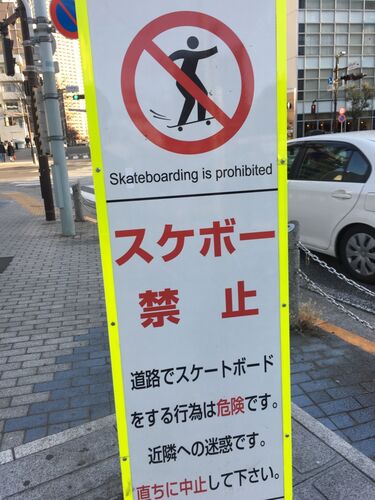 Skateboarding is prohibited
スケボー
禁止
道路でスケートボード
をする行為は危険です。
近隣への迷惑です。
直ちに中止して下さい。